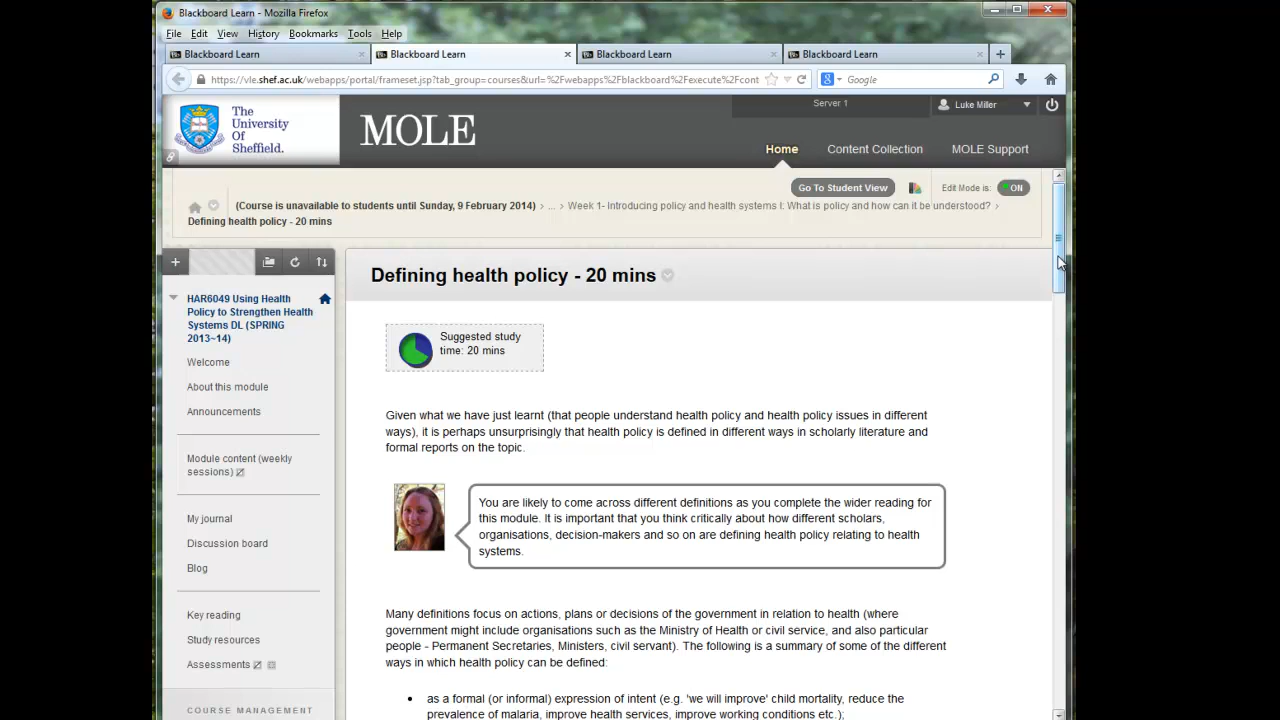 Blackboard Learn - Mozilla Firefox
File Edit View History Bookmarks Tools Help
Blackboard Learn × Blackboard Learn × Blackboard Learn × Blackboard Learn × +
https://vle.shef.ac.uk/webapps/portal/frameset.jsp?tab_group=courses&url=%2Fwebapps%2Fblackboard%2Fexecute%2Fcont Google
The
University
Of
Sheffield.
MOLE
Server 1
Luke Miller
Home Content Collection MOLE Support
Go To Student View Edit Mode is: ON
(Course is unavailable to students until Sunday, 9 February 2014) > ... > Week 1- Introducing policy and health systems I: What is policy and how can it be understood? >
Defining health policy - 20 mins
HAR6049 Using Health
Policy to Strengthen Health
Systems DL (SPRING
2013~14)
Welcome
About this module
Announcements
Module content (weekly
sessions)
My journal
Discussion board
Blog
Key reading
Study resources
Assessments
COURSE MANAGEMENT
Defining health policy - 20 mins
Suggested study
time: 20 mins
Given what we have just learnt (that people understand health policy and health policy issues in different
ways), it is perhaps unsurprisingly that health policy is defined in different ways in scholarly literature and
formal reports on the topic.
You are likely to come across different definitions as you complete the wider reading for
this module. It is important that you think critically about how different scholars,
organisations, decision-makers and so on are defining health policy relating to health
systems.
Many definitions focus on actions, plans or decisions of the government in relation to health (where
government might include organisations such as the Ministry of Health or civil service, and also particular
people - Permanent Secretaries, Ministers, civil servant). The following is a summary of some of the different
ways in which health policy can be defined:
• as a formal (or informal) expression of intent (e.g. 'we will improve' child mortality, reduce the
prevalence of malaria, improve health services, improve working conditions etc.);